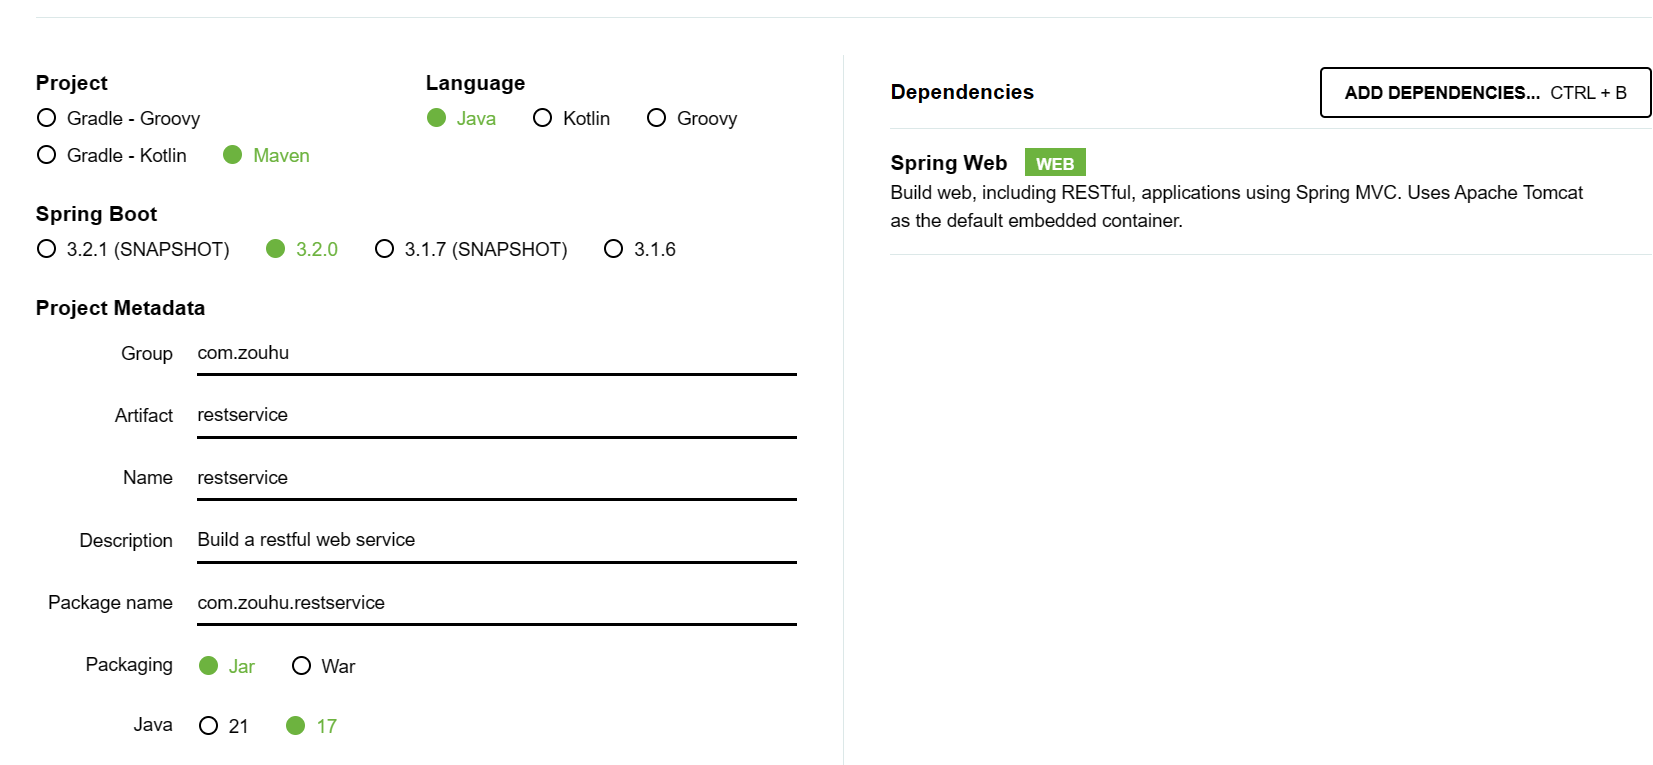 Project
Gradle - Groovy
Gradle - Kotlin Maven
Language
Java Kotlin Groovy
Spring Boot
3.2.1 (SNAPSHOT) 3.2.0 3.1.7 (SNAPSHOT) 3.1.6
Project Metadata
Group com.zouhu
Artifact restservice
Name restservice
Description Build a restful web service
Package name com.zouhu.restservice
Packaging Jar War
Java 21 17
Dependencies ADD DEPENDENCIES... CTRL + B
Spring Web WEB
Build web, including RESTful, applications using Spring MVC. Uses Apache Tomcat
as the default embedded container.